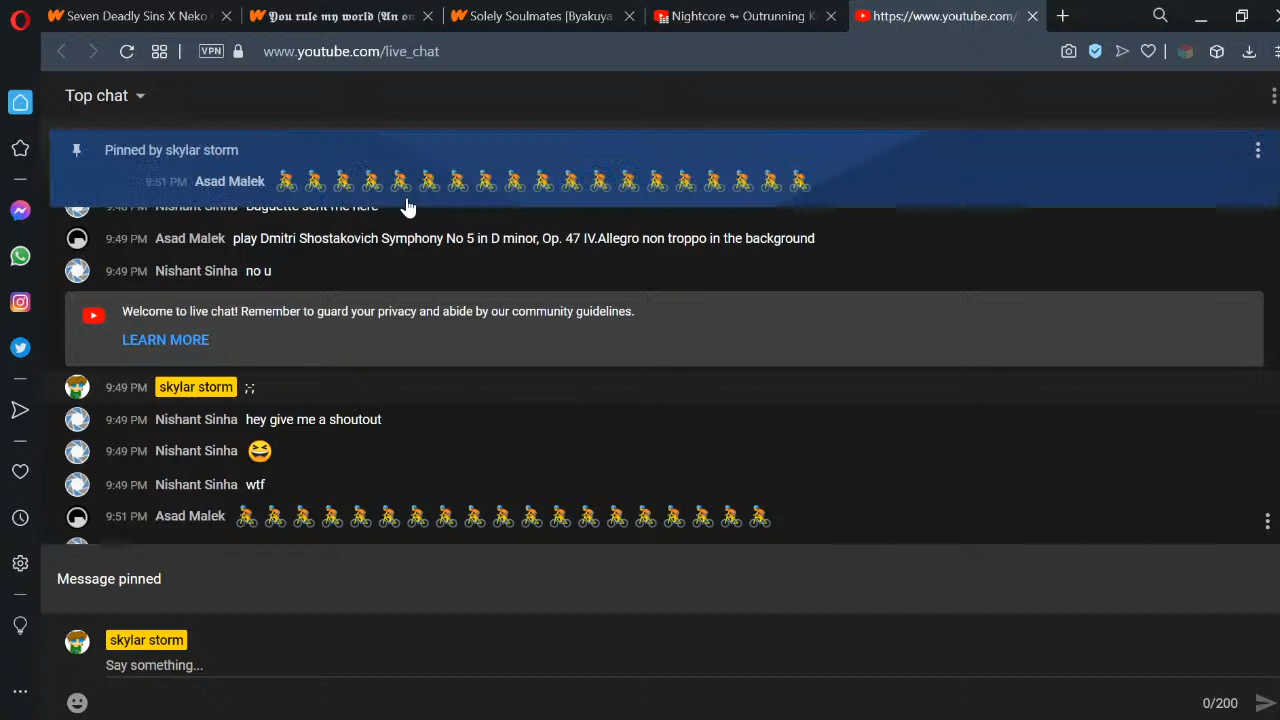 Seven Deadly Sins X Neko
𝖄𝖔𝖚 𝖗𝖚𝖑𝖊 𝖒𝖞 𝖜𝖔𝖗𝖑𝖉 (𝖀𝖓 𝖔𝖓
Solely Soulmates [Byakuya
Nightcore ↬ Outrunning K
https://www.youtube.com/
VPN
www.youtube.com/live_chat
Top chat
Pinned by skylar storm
9:51 PM Asad Malek 🚴🚴🚴🚴🚴🚴🚴🚴🚴🚴🚴🚴🚴🚴🚴🚴🚴🚴🚴
9:48 PM Nishant Sinha Baguette sent me here
9:49 PM Asad Malek play Dmitri Shostakovich Symphony No 5 in D minor, Op. 47 IV.Allegro non troppo in the background
9:49 PM Nishant Sinha no u
Welcome to live chat! Remember to guard your privacy and abide by our community guidelines.
LEARN MORE
9:49 PM skylar storm ;-;
9:49 PM Nishant Sinha hey give me a shoutout
9:49 PM Nishant Sinha 😆
9:49 PM Nishant Sinha wtf
9:51 PM Asad Malek 🚴🚴🚴🚴🚴🚴🚴🚴🚴🚴🚴🚴🚴🚴🚴🚴🚴🚴🚴
Message pinned
skylar storm
Say something...
0/200